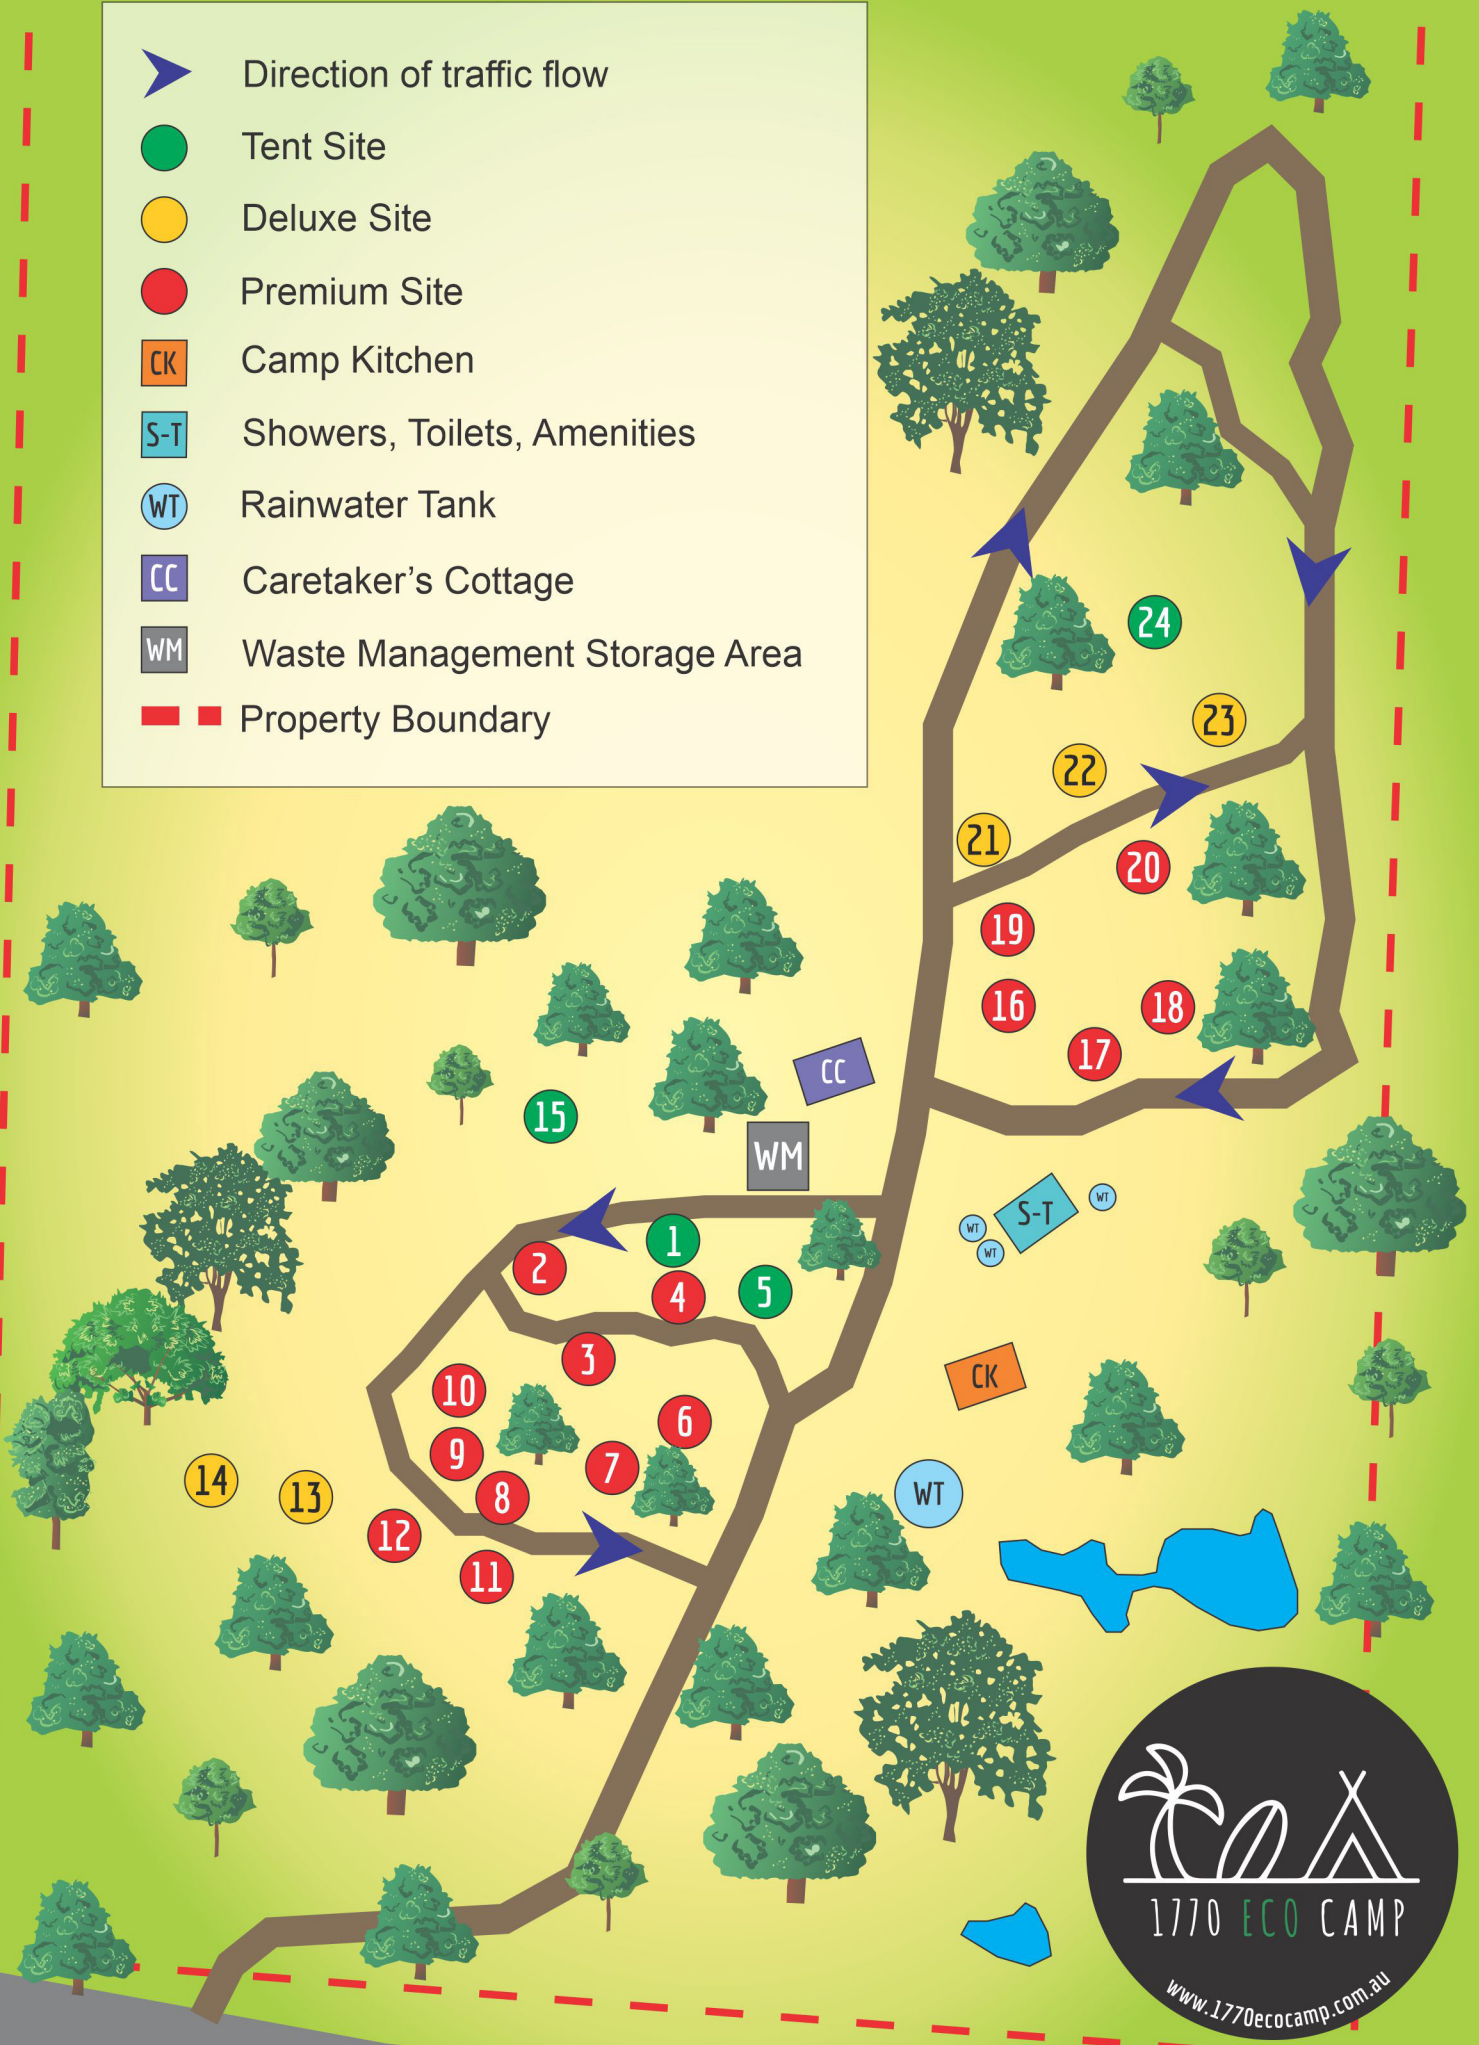 Direction of traffic flow
Tent Site
Deluxe Site
Premium Site
CK Camp Kitchen
S-T Showers, Toilets, Amenities
WT Rainwater Tank
CC Caretaker's Cottage
WM Waste Management Storage Area
Property Boundary
24
23
22
21
20
19
16
18
17
CC
15
WM
S-T
WT
WT
WT
1
2
4
5
3
10
6
CK
9
7
14
13
8
WT
12
11
1770 ECO CAMP
www.1770ecocamp.com.au